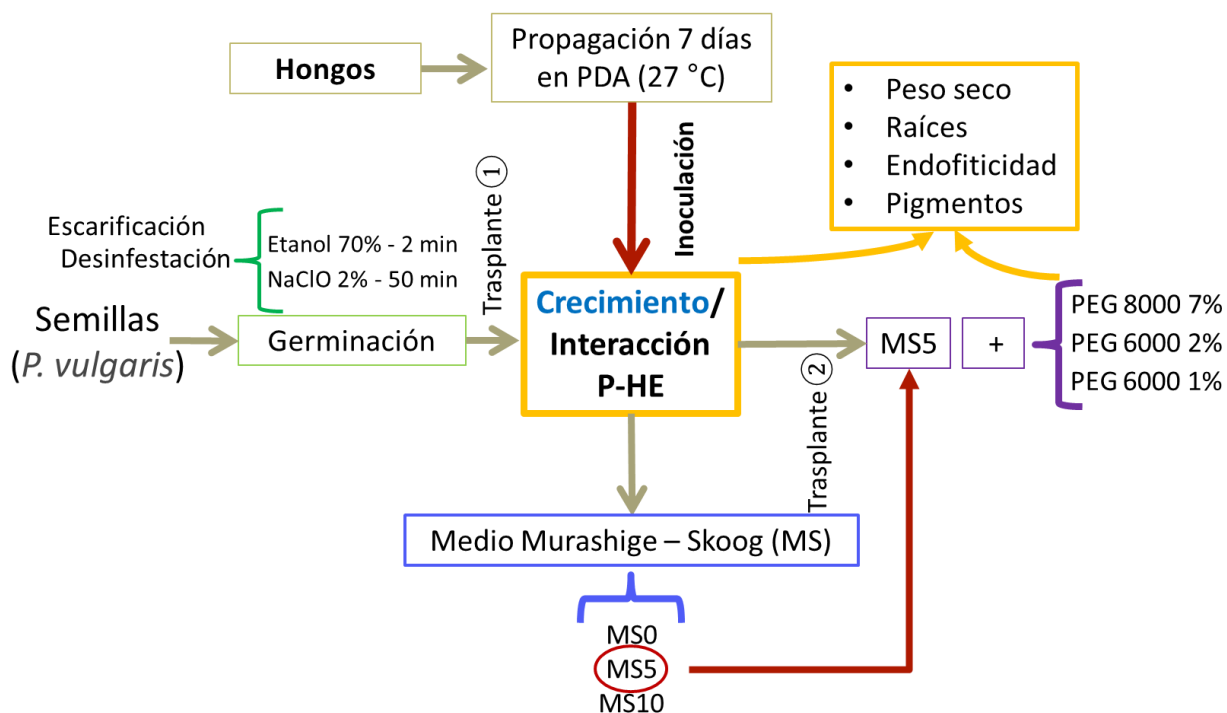 Hongos
Propagación 7 días
en PDA (27 °C)
Inoculación
• Peso seco
• Raíces
• Endofiticidad
• Pigmentos
Escarificación
Desinfestación
Etanol 70% - 2 min
NaClO 2% - 50 min
Semillas
(P. vulgaris)
Germinación
Trasplante ①
Crecimiento/
Interacción
P-HE
Trasplante ②
MS5
+
PEG 8000 7%
PEG 6000 2%
PEG 6000 1%
Medio Murashige – Skoog (MS)
MS0
MS5
MS10